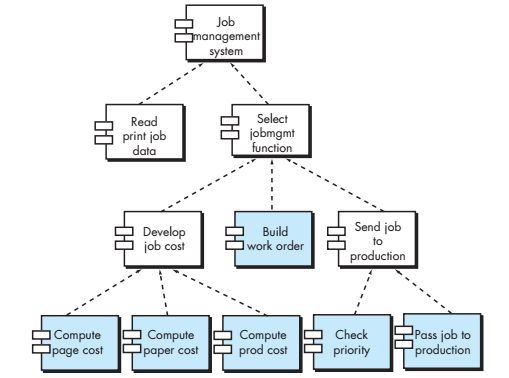 Job
management
system
Read
print job
data
Select
jobmgmt
function
Develop
job cost
Build
work order
Send job
to
production
Compute
page cost
Compute
paper cost
Compute
prod cost
Check
priority
Pass job to
production